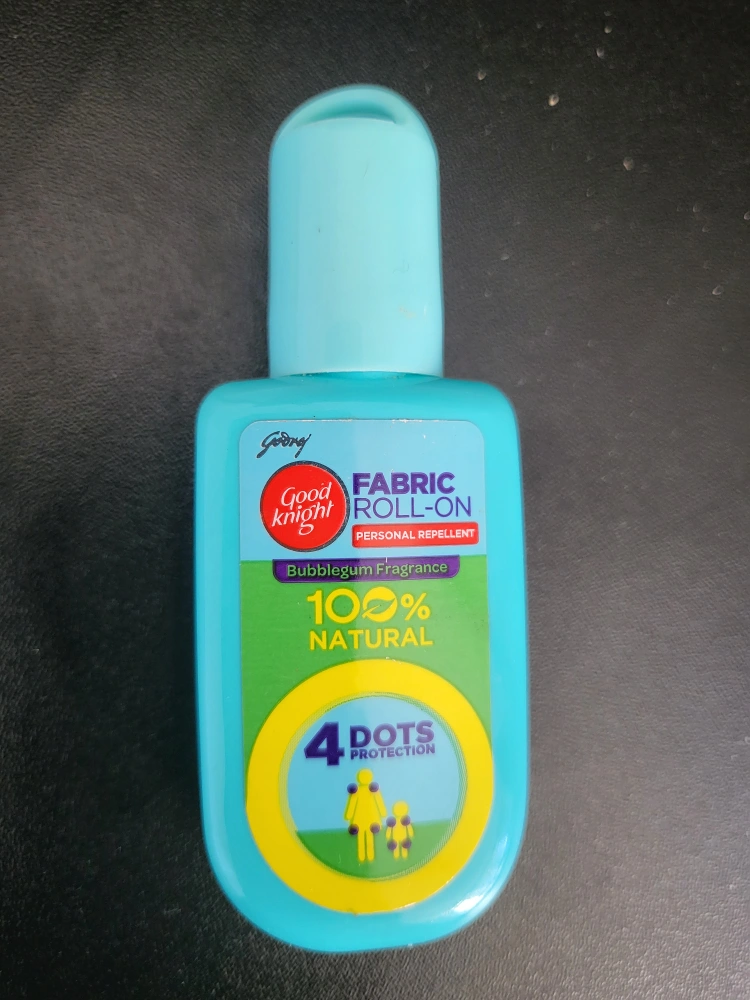 Godrej
Good
knight
FABRIC
ROLL-ON
PERSONAL REPELLENT
Bubblegum Fragrance
100%
NATURAL
4 DOTS
PROTECTION